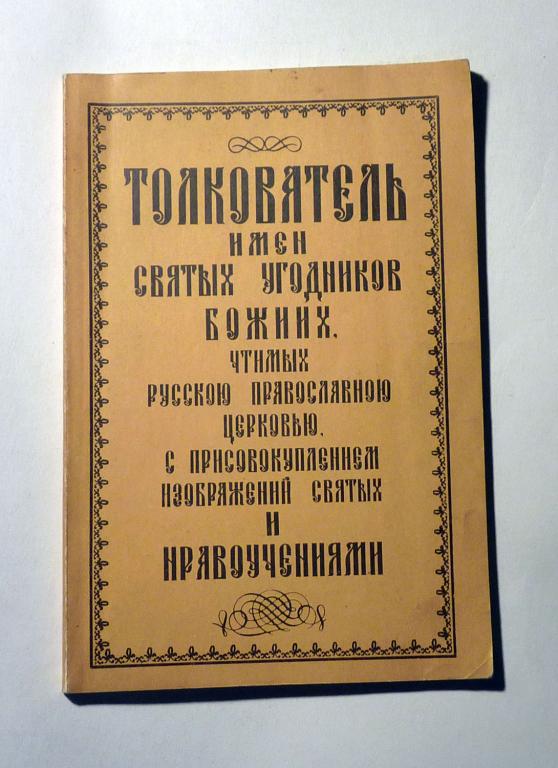 ТОЛКОВАТЕЛЬ
ИМЕН
СВЯТЫХ УГОДНИКОВ
БОЖИИХ,
ЧТИМЫХ
РУССКОЮ ПРАВОСЛАВНОЮ
ЦЕРКОВЬЮ,
С ПРИСОВОКУПЛЕНИЕМ
ИЗОБРАЖЕНИЙ СВЯТЫХ
И
НРАВОУЧЕНИЯМИ